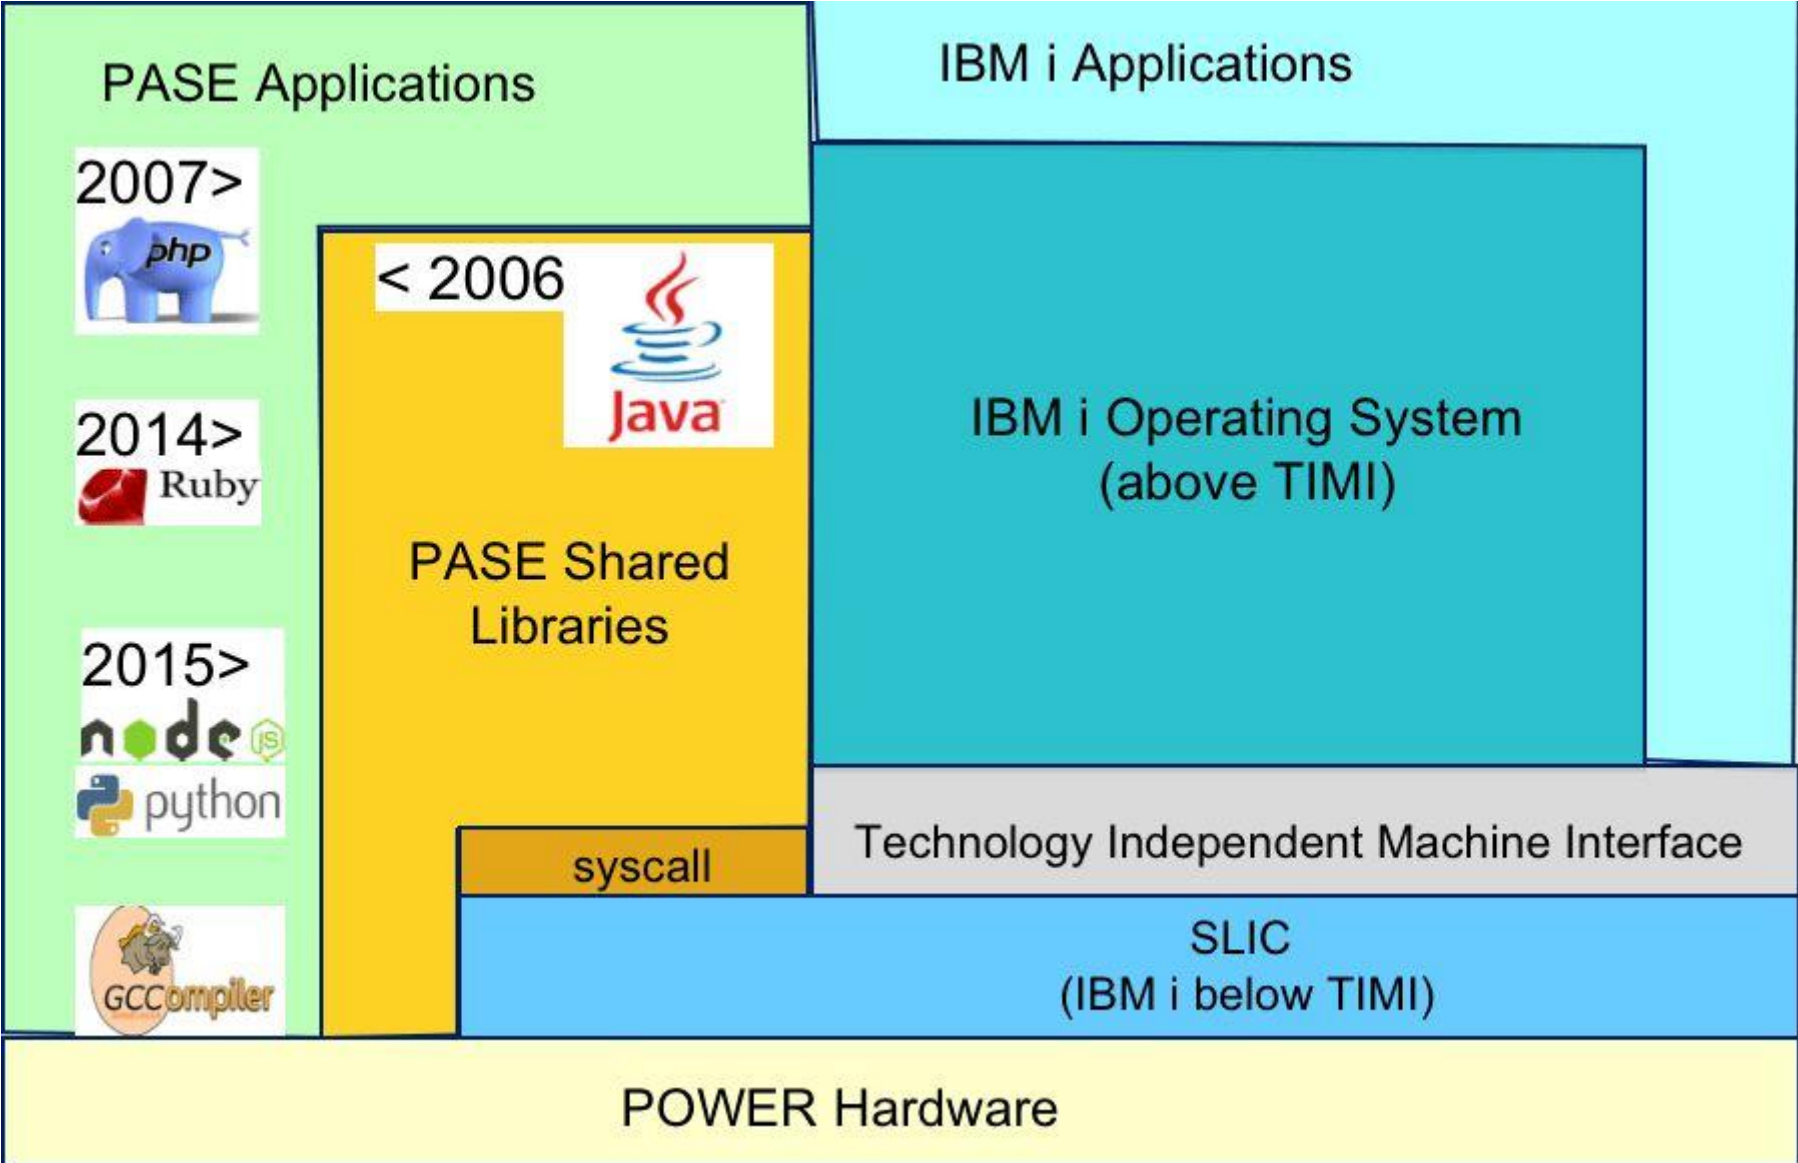 PASE Applications
IBM i Applications
2007>
php
< 2006
Java
2014>
Ruby
IBM i Operating System
(above TIMI)
PASE Shared
Libraries
2015>
node JS
python
syscall
Technology Independent Machine Interface
GCCompiler
SLIC
(IBM i below TIMI)
POWER Hardware